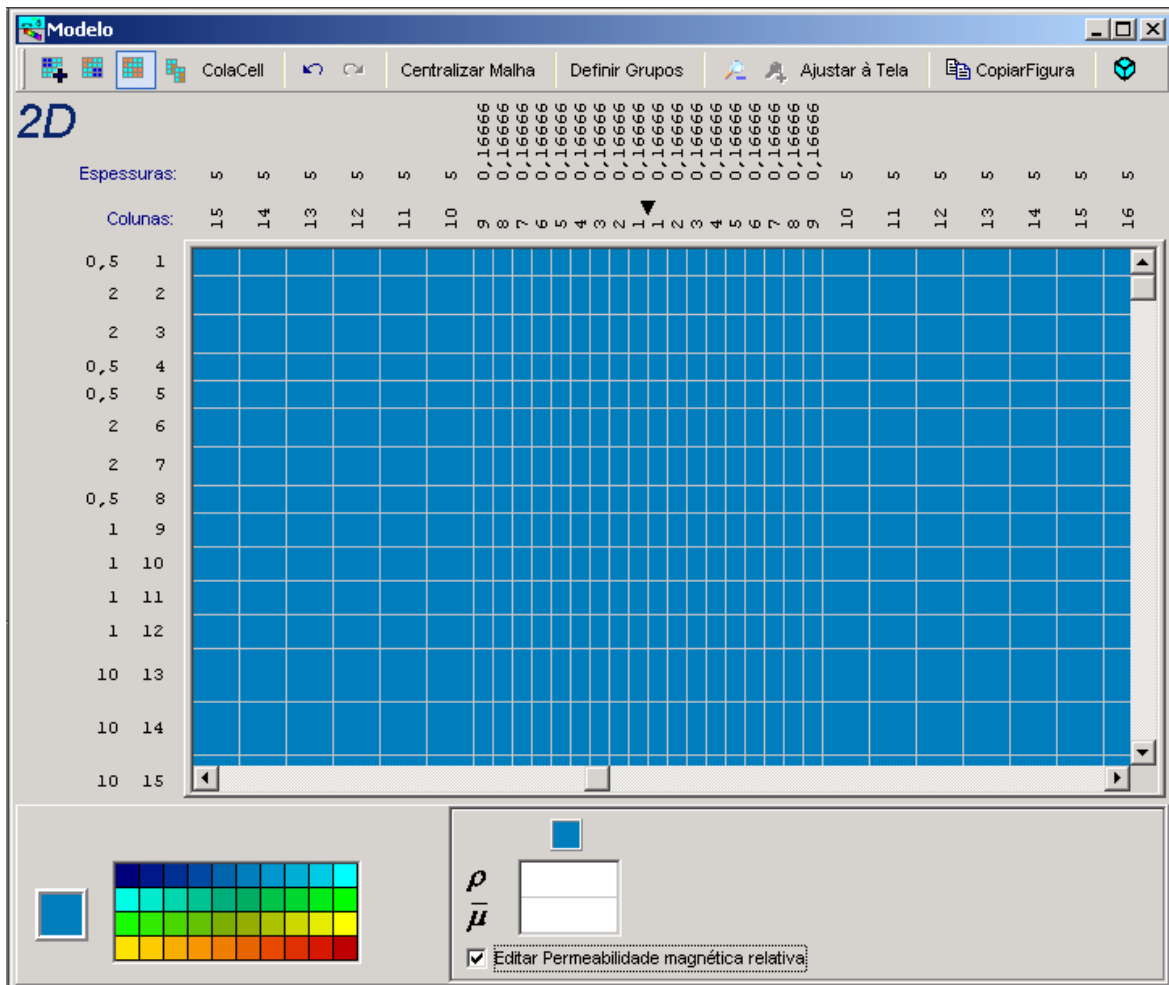 Modelo
ColaCell Centralizar Malha Definir Grupos Ajustar à Tela CopiarFigura
2D
Espessuras: 5 5 5 5 5 5 0,16666 0,16666 0,16666 0,16666 0,16666 0,16666 0,16666 0,16666 0,16666 0,16666 0,16666 0,16666 0,16666 0,16666 0,16666 0,16666 0,16666 0,16666 0,16666 5 5 5 5 5 5 5
Colunas: 15 14 13 12 11 10 9 8 7 6 5 4 3 2 1 1 2 3 4 5 6 7 8 9 10 11 12 13 14 15 16
0,5 1
2 2
2 3
0,5 4
0,5 5
2 6
2 7
0,5 8
1 9
1 10
1 11
1 12
10 13
10 14
10 15
ρ
μ̅
Editar Permeabilidade magnética relativa